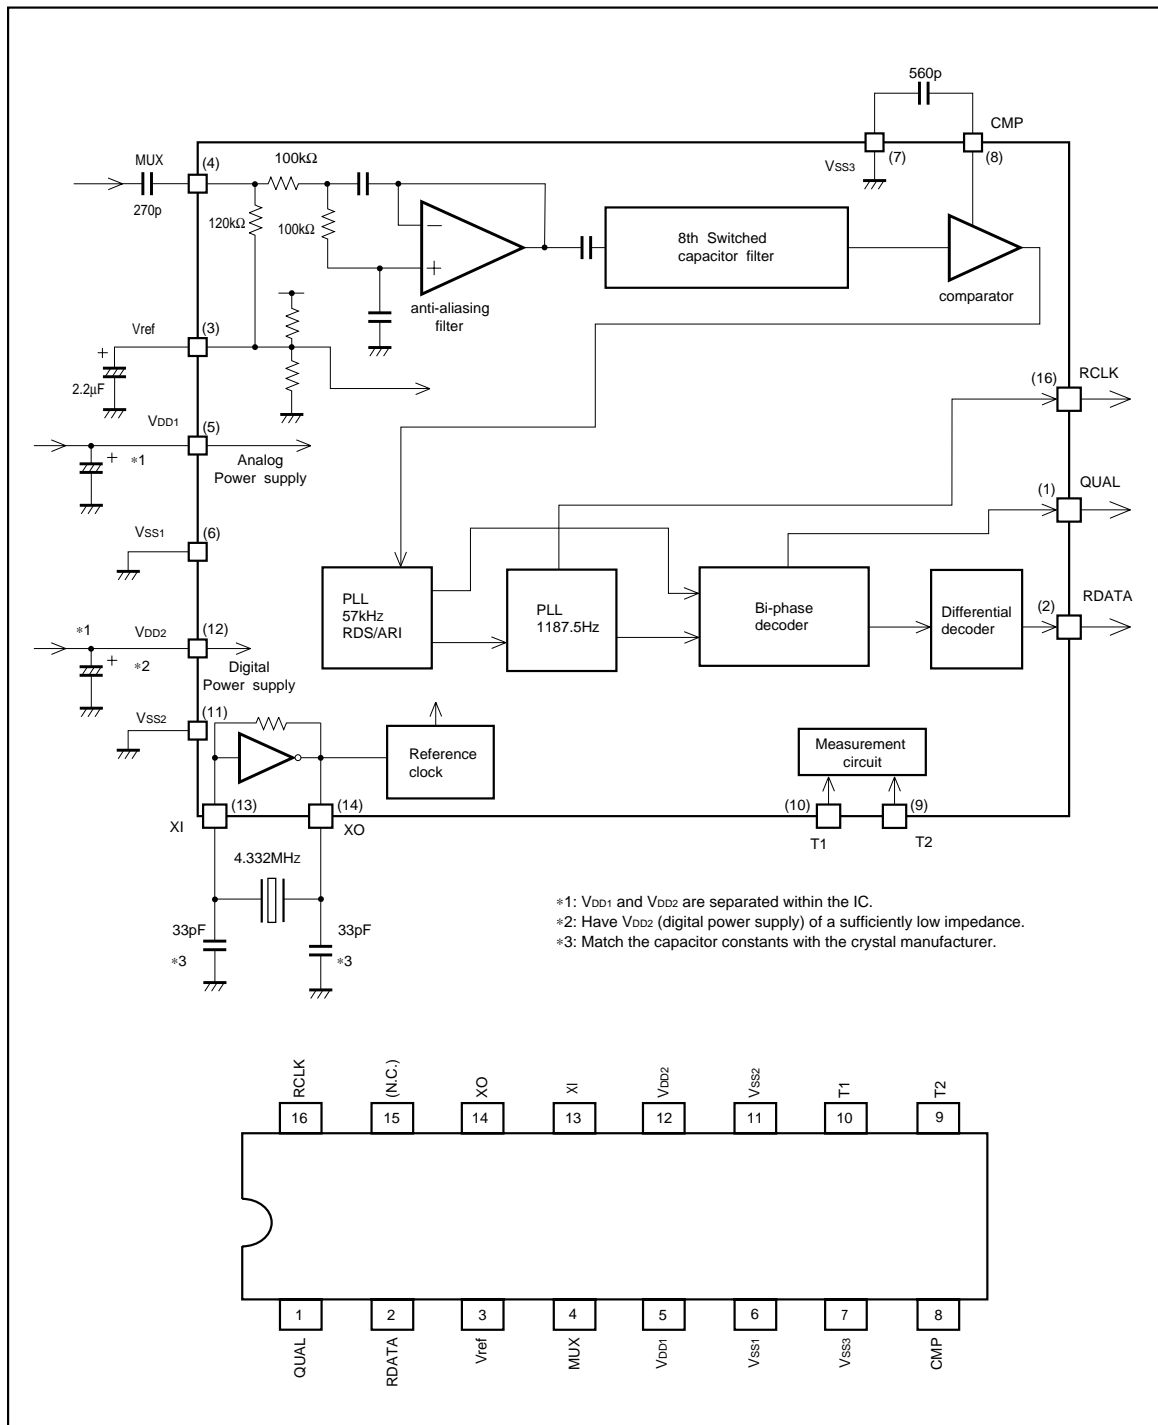 560p
CMP
MUX
(4)
100kΩ
VSS3
(7)
(8)
270p
120kΩ
100kΩ
−
+
8th Switched
capacitor filter
comparator
anti-aliasing
filter
Vref
(3)
+
2.2μF
(16)
RCLK
VDD1
(5)
+
*1
Analog
Power supply
(1)
QUAL
VSS1
(6)
PLL
57kHz
RDS/ARI
PLL
1187.5Hz
Bi-phase
decoder
Differential
decoder
(2)
RDATA
*1
VDD2
(12)
+
*2
Digital
Power supply
VSS2
(11)
Reference
clock
Measurement
circuit
(13)
(14)
(10)
(9)
XI
XO
T1
T2
4.332MHz
33pF
*3
33pF
*3
*1: VDD1 and VDD2 are separated within the IC.
*2: Have VDD2 (digital power supply) of a sufficiently low impedance.
*3: Match the capacitor constants with the crystal manufacturer.
RCLK
(N.C.)
XO
XI
VDD2
VSS2
T1
T2
16
15
14
13
12
11
10
9
1
2
3
4
5
6
7
8
QUAL
RDATA
Vref
MUX
VDD1
VSS1
VSS3
CMP